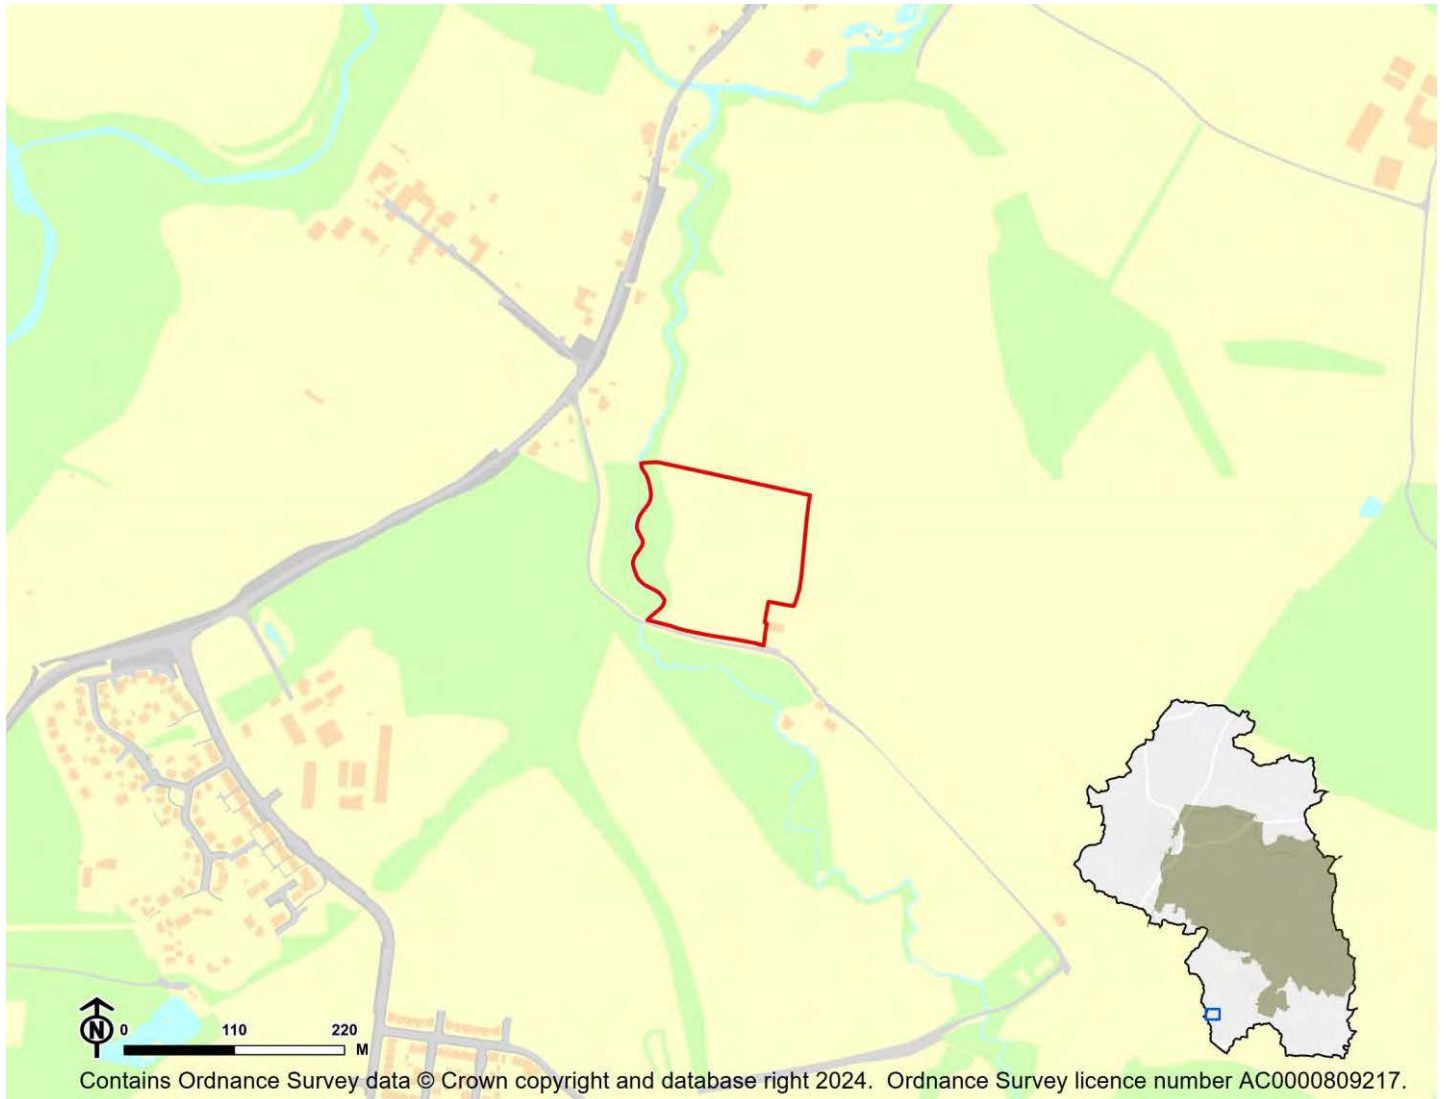 N 0 110 220
M
Contains Ordnance Survey data © Crown copyright and database right 2024. Ordnance Survey licence number AC0000809217.